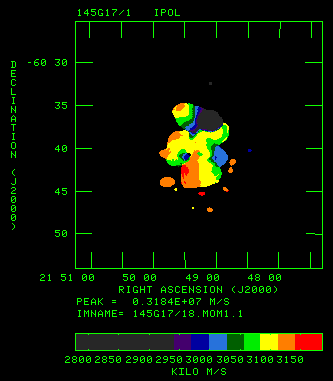 145G17/1 IPOL
-60 30
35
40
45
50
DECLINATION (J2000)
21 51 00 50 00 49 00 48 00
RIGHT ASCENSION (J2000)
PEAK = 0.3184E+07 M/S
IMNAME= 145G17/18.MOM1.1
2800 2850 2900 2950 3000 3050 3100 3150
KILO M/S